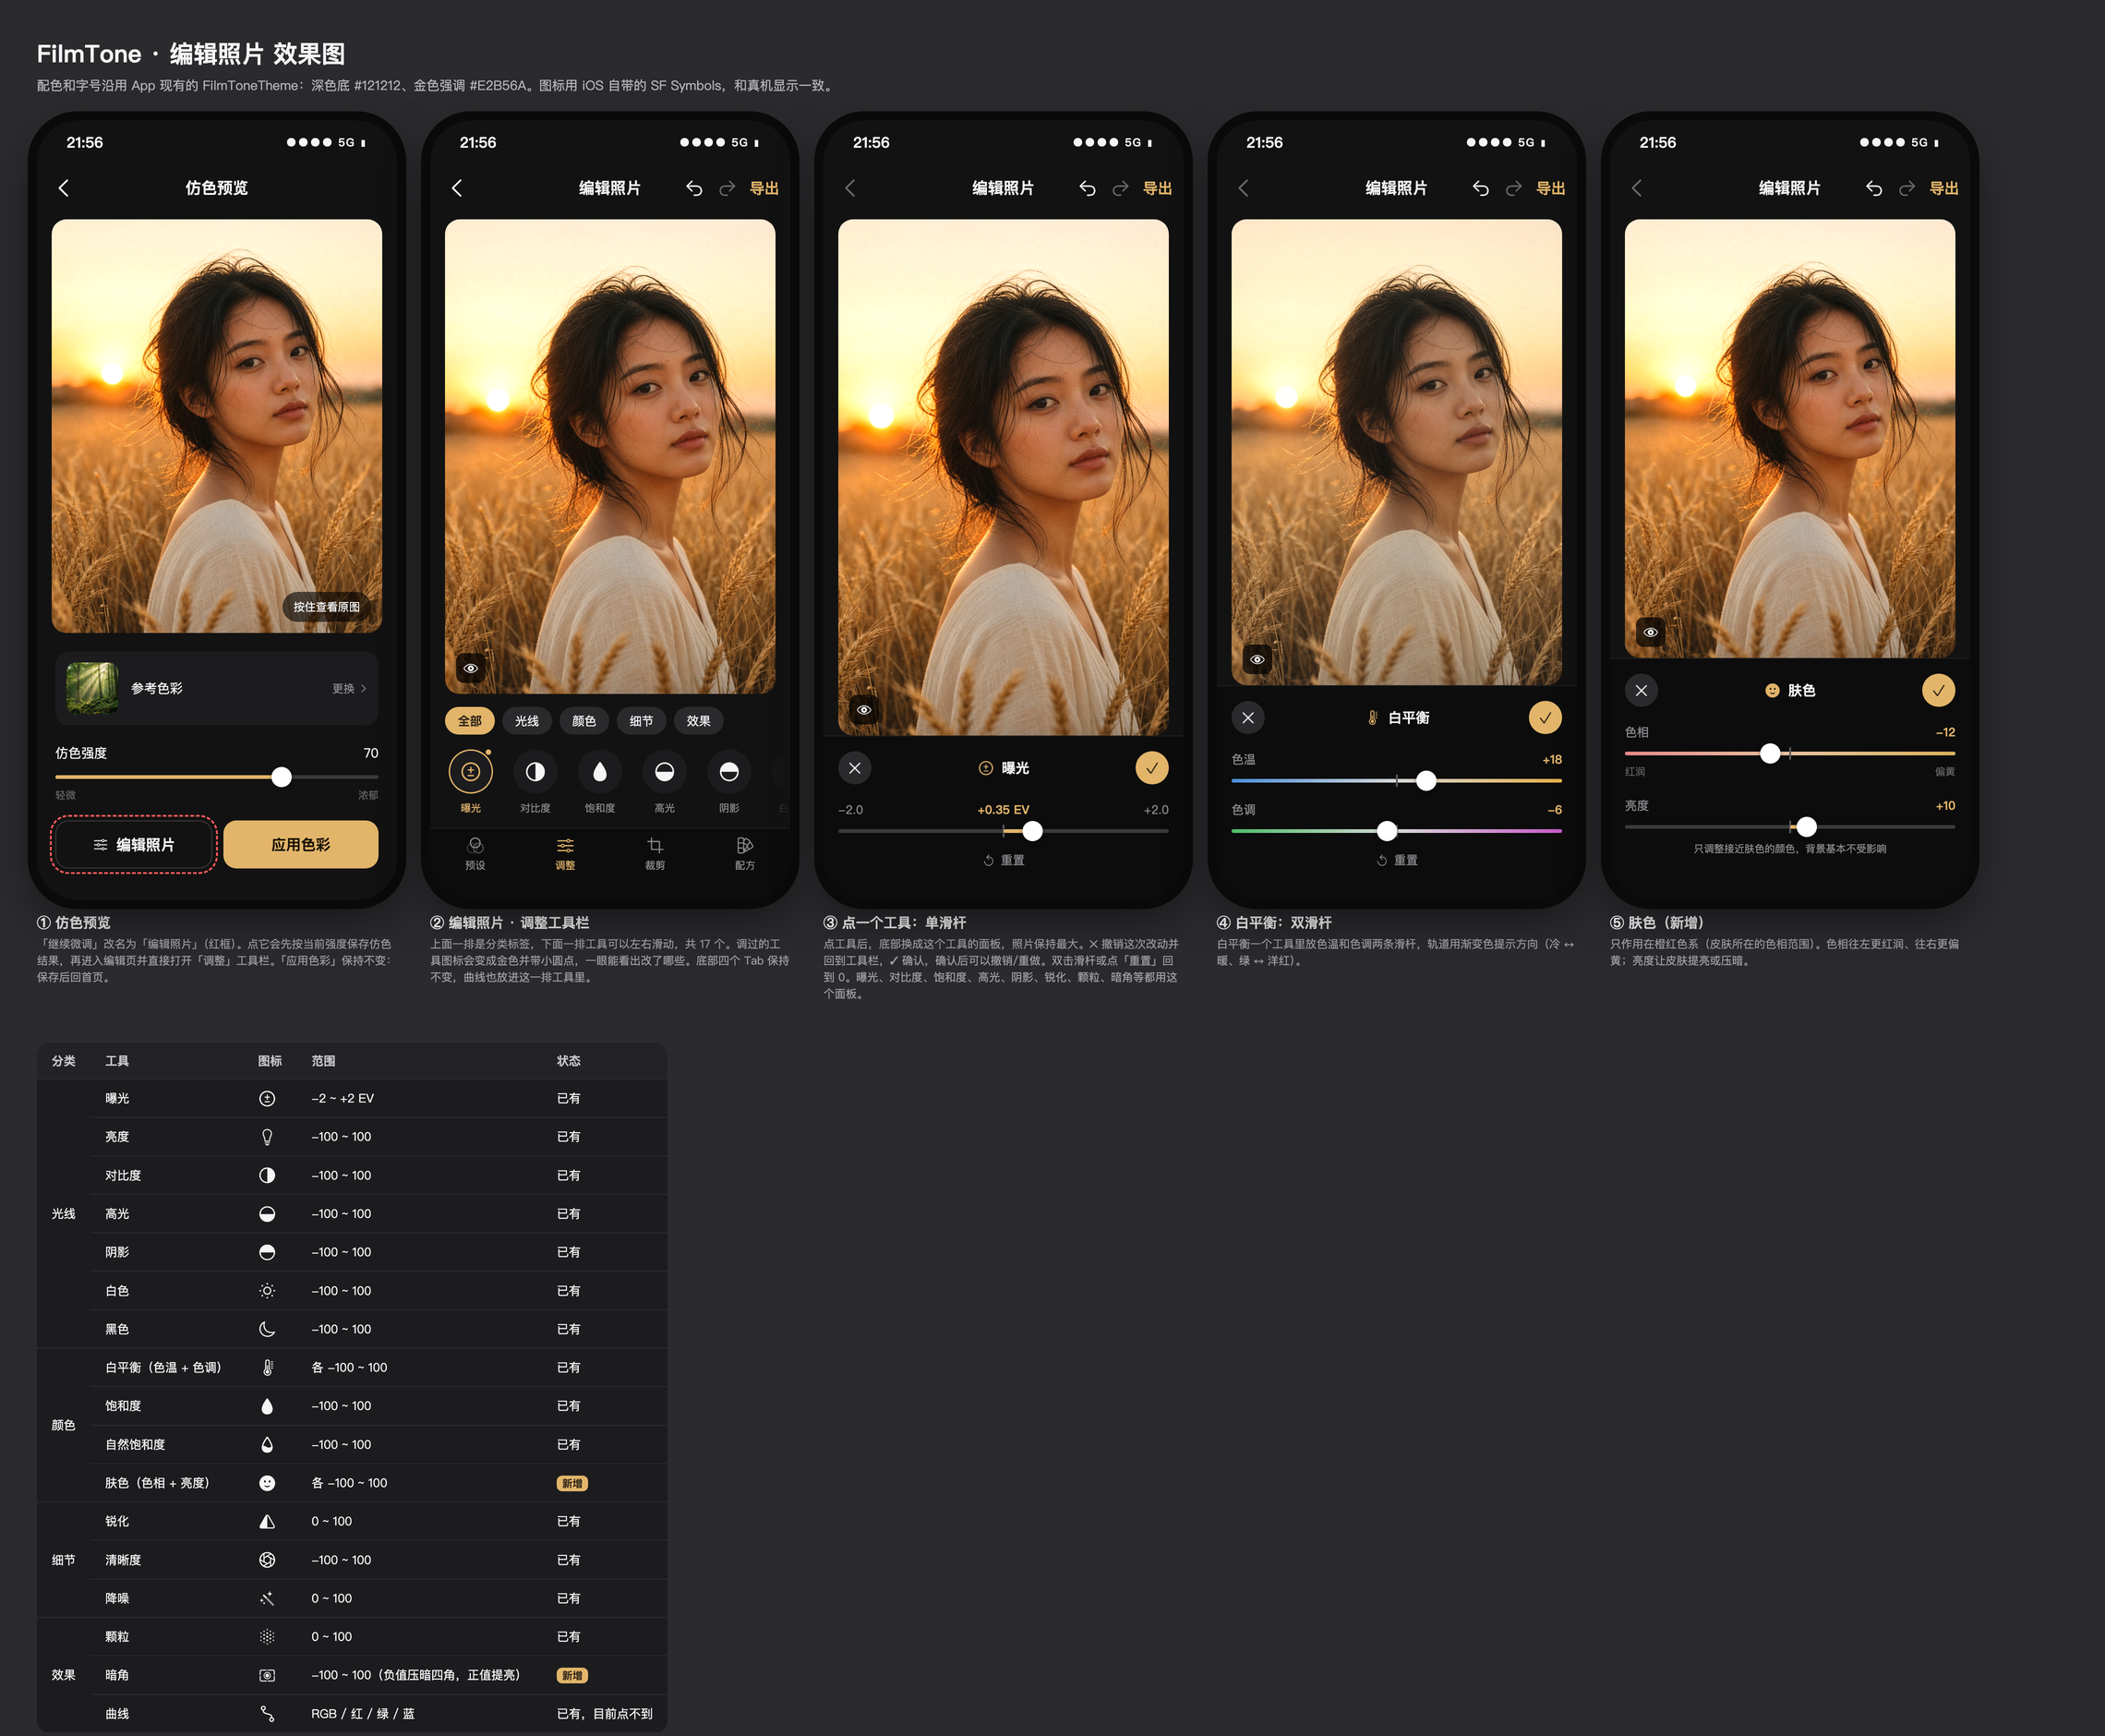 FilmTone · 编辑照片 效果图
配色和字号沿用 App 现有的 FilmToneTheme：深色底 #121212、金色强调 #E2B56A。图标用 iOS 自带的 SF Symbols，和真机显示一致。
21:56 5G
仿色预览
按住查看原图
参考色彩 更换
仿色强度 70
轻微 浓郁
编辑照片 应用色彩
① 仿色预览
「继续微调」改名为「编辑照片」（红框）。点它会先按当前强度保存仿色
结果，再进入编辑页并直接打开「调整」工具栏。「应用色彩」保持不变：
保存后回首页。
21:56 5G
编辑照片 导出
全部 光线 颜色 细节 效果
曝光 对比度 饱和度 高光 阴影
预设 调整 裁剪 配方
② 编辑照片 · 调整工具栏
上面一排是分类标签，下面一排工具可以左右滑动，共 17 个。调过的工
具图标会变成金色并带小圆点，一眼能看出改了哪些。底部四个 Tab 保持
不变，曲线也放进这一排工具里。
21:56 5G
编辑照片 导出
曝光
−2.0 +0.35 EV +2.0
重置
③ 点一个工具：单滑杆
点工具后，底部换成这个工具的面板，照片保持最大。✕ 撤销这次改动并
回到工具栏，✓ 确认，确认后可以撤销/重做。双击滑杆或点「重置」回
到 0。曝光、对比度、饱和度、高光、阴影、锐化、颗粒、暗角等都用这
个面板。
21:56 5G
编辑照片 导出
白平衡
色温 +18
色调 −6
重置
④ 白平衡：双滑杆
白平衡一个工具里放色温和色调两条滑杆，轨道用渐变色提示方向（冷 ↔
暖、绿 ↔ 洋红）。
21:56 5G
编辑照片 导出
肤色
色相 −12
红润 偏黄
亮度 +10
只调整接近肤色的颜色，背景基本不受影响
⑤ 肤色（新增）
只作用在橙红色系（皮肤所在的色相范围）。色相往左更红润、往右更偏
黄；亮度让皮肤提亮或压暗。
分类 工具 图标 范围 状态
光线
曝光 −2 ~ +2 EV 已有
亮度 −100 ~ 100 已有
对比度 −100 ~ 100 已有
高光 −100 ~ 100 已有
阴影 −100 ~ 100 已有
白色 −100 ~ 100 已有
黑色 −100 ~ 100 已有
颜色
白平衡（色温 + 色调） 各 −100 ~ 100 已有
饱和度 −100 ~ 100 已有
自然饱和度 −100 ~ 100 已有
肤色（色相 + 亮度） 各 −100 ~ 100 新增
细节
锐化 0 ~ 100 已有
清晰度 −100 ~ 100 已有
降噪 0 ~ 100 已有
效果
颗粒 0 ~ 100 已有
暗角 −100 ~ 100（负值压暗四角，正值提亮） 新增
曲线 RGB / 红 / 绿 / 蓝 已有，目前点不到